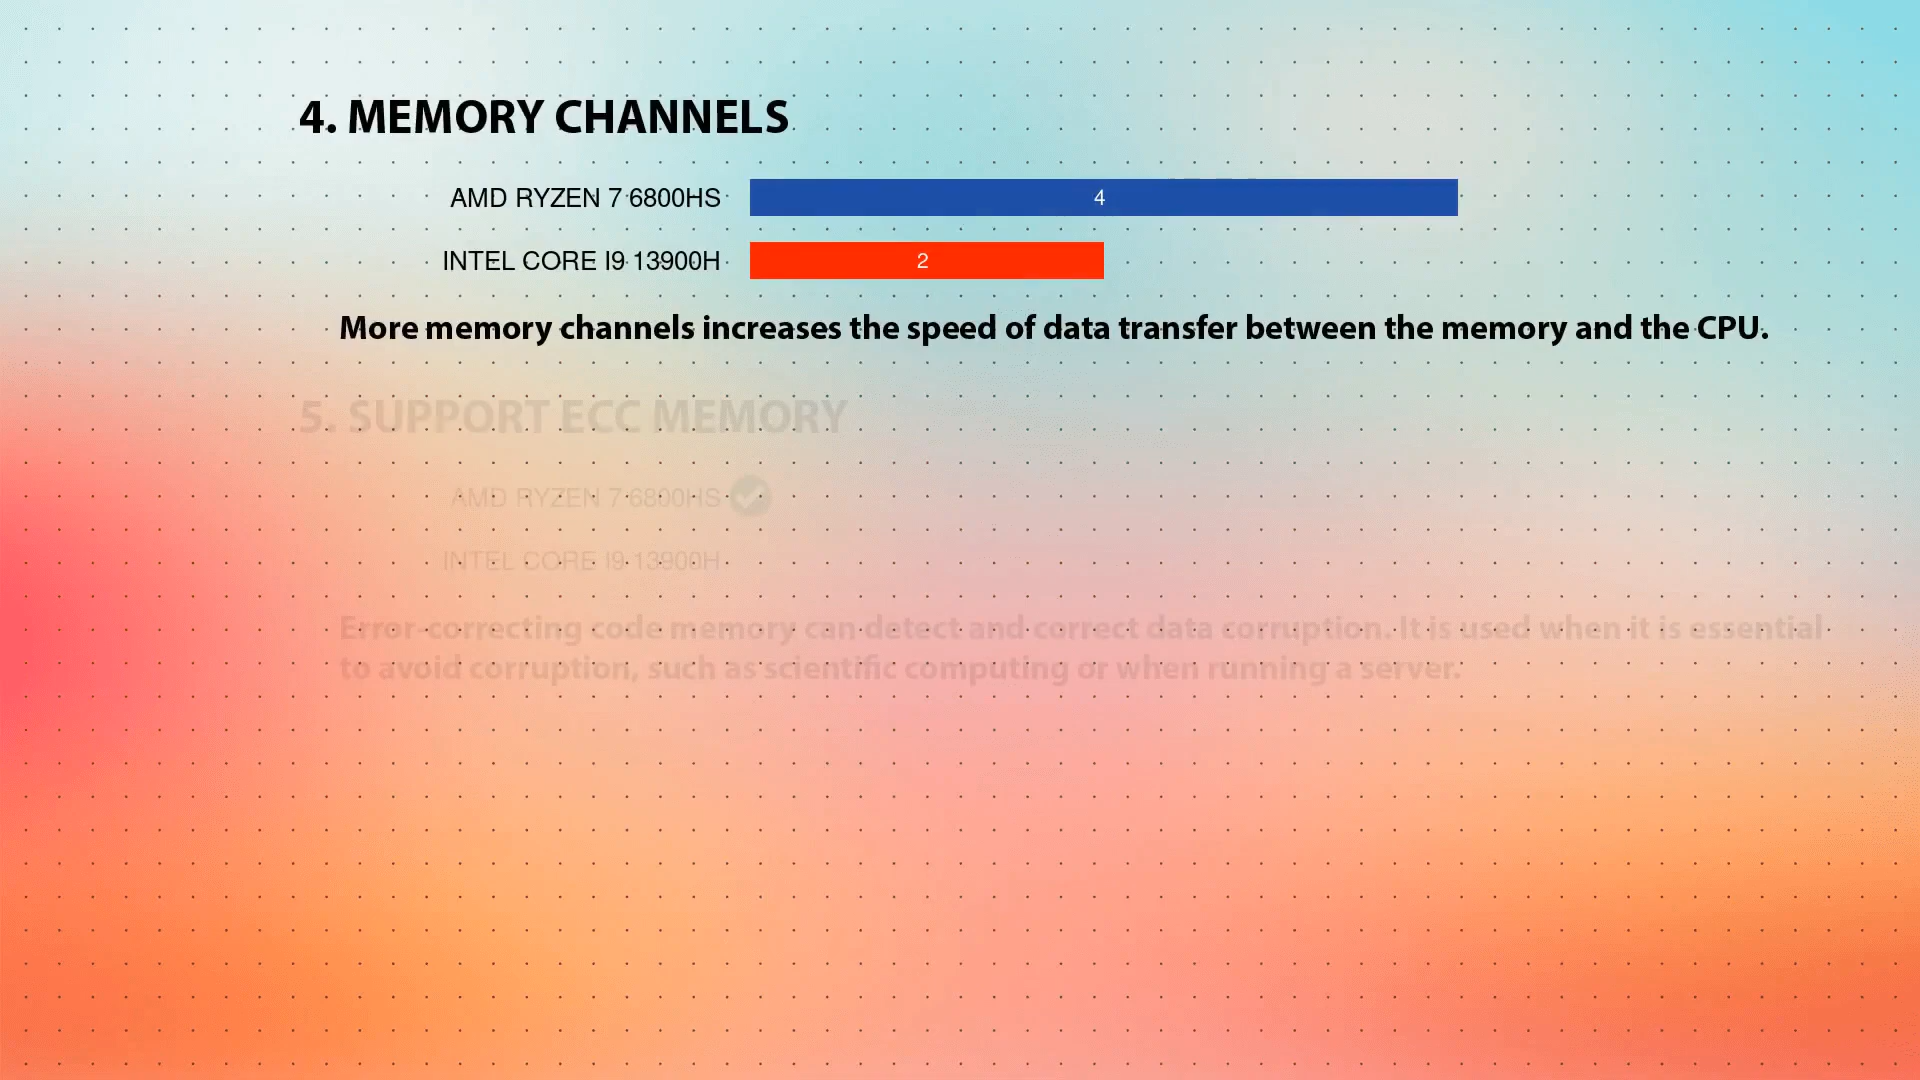 4. MEMORY CHANNELS
AMD RYZEN 7 6800HS
4
INTEL CORE I9 13900H
2
More memory channels increases the speed of data transfer between the memory and the CPU.
5. SUPPORT ECC MEMORY
AMD RYZEN 7 6800HS
INTEL CORE I9 13900H
Error-correcting code memory can detect and correct data corruption. It is used when it is essential
to avoid corruption, such as scientific computing or when running a server.